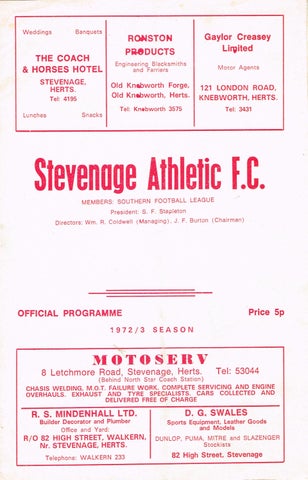 Weddings Banquets
THE COACH
& HORSES HOTEL
STEVENAGE,
HERTS.
Tel: 4195
Lunches Snacks
RONSTON
PRODUCTS
Engineering Blacksmiths
and Farriers
Old Knebworth Forge,
Old Knebworth, Herts.
Tel: Knebworth 3575
Gaylor Creasey
Limited
Motor Agents
121 LONDON ROAD,
KNEBWORTH, HERTS.
Tel: 3431
Stevenage Athletic F.C.
MEMBERS: SOUTHERN FOOTBALL LEAGUE
President: S. F. Stapleton
Directors: Wm. R. Coldwell (Managing), J. F. Burton (Chairman)
OFFICIAL PROGRAMME Price 5p
1972/3 SEASON
MOTOSERV
8 Letchmore Road, Stevenage, Herts. Tel: 53044
(Behind North Star Coach Station)
CHASIS WELDING, M.O.T. FAILURE WORK, COMPLETE SERVICING AND ENGINE
OVERHAULS. EXHAUST AND TYRE SPECIALISTS. CARS COLLECTED AND
DELIVERED FREE OF CHARGE
R. S. MINDENHALL LTD.
Builder Decorator and Plumber
Office and Yard:
R/O 82 HIGH STREET, WALKERN,
Nr. STEVENAGE, HERTS.
Telephone: WALKERN 233
D. G. SWALES
Sports Equipment, Leather Goods
and Models
DUNLOP, PUMA, MITRE and SLAZENGER
Stockists
82 High Street, Stevenage